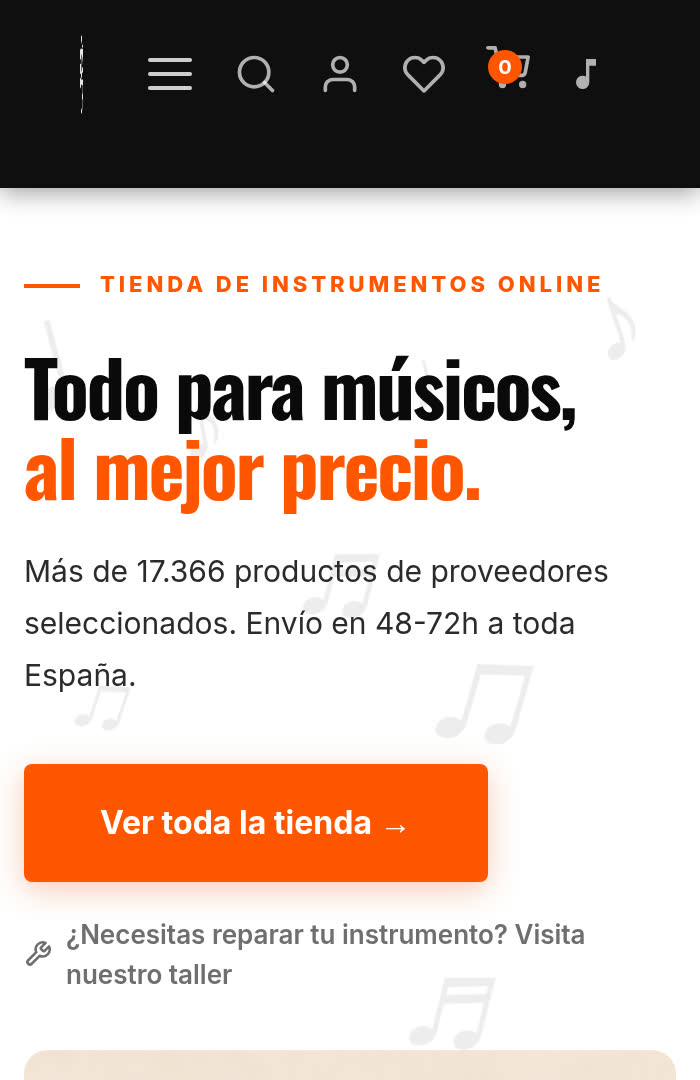 0
TIENDA DE INSTRUMENTOS ONLINE
Todo para músicos,
al mejor precio.
Más de 17.366 productos de proveedores
seleccionados. Envío en 48-72h a toda
España.
Ver toda la tienda →
¿Necesitas reparar tu instrumento? Visita
nuestro taller